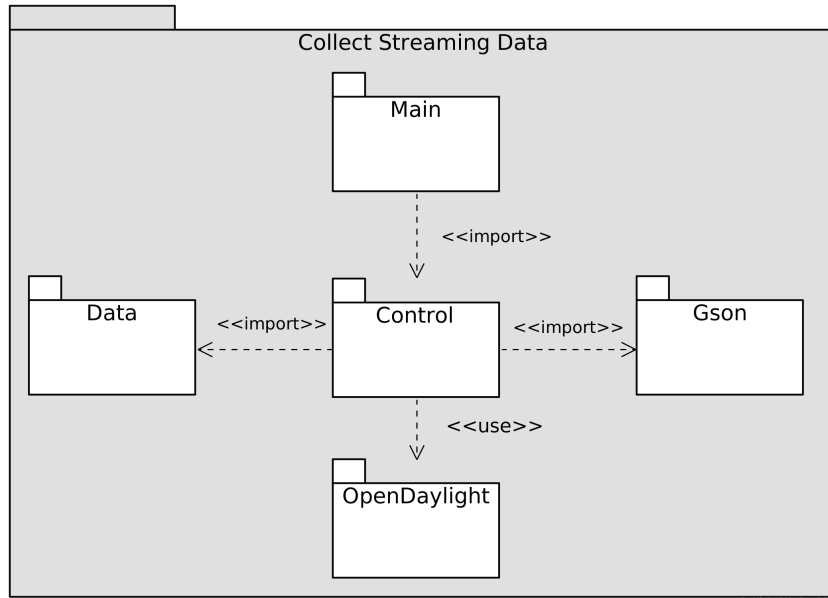 Collect Streaming Data
Main
<<import>>
Data
<<import>>
Control
<<import>>
Gson
<<use>>
OpenDaylight